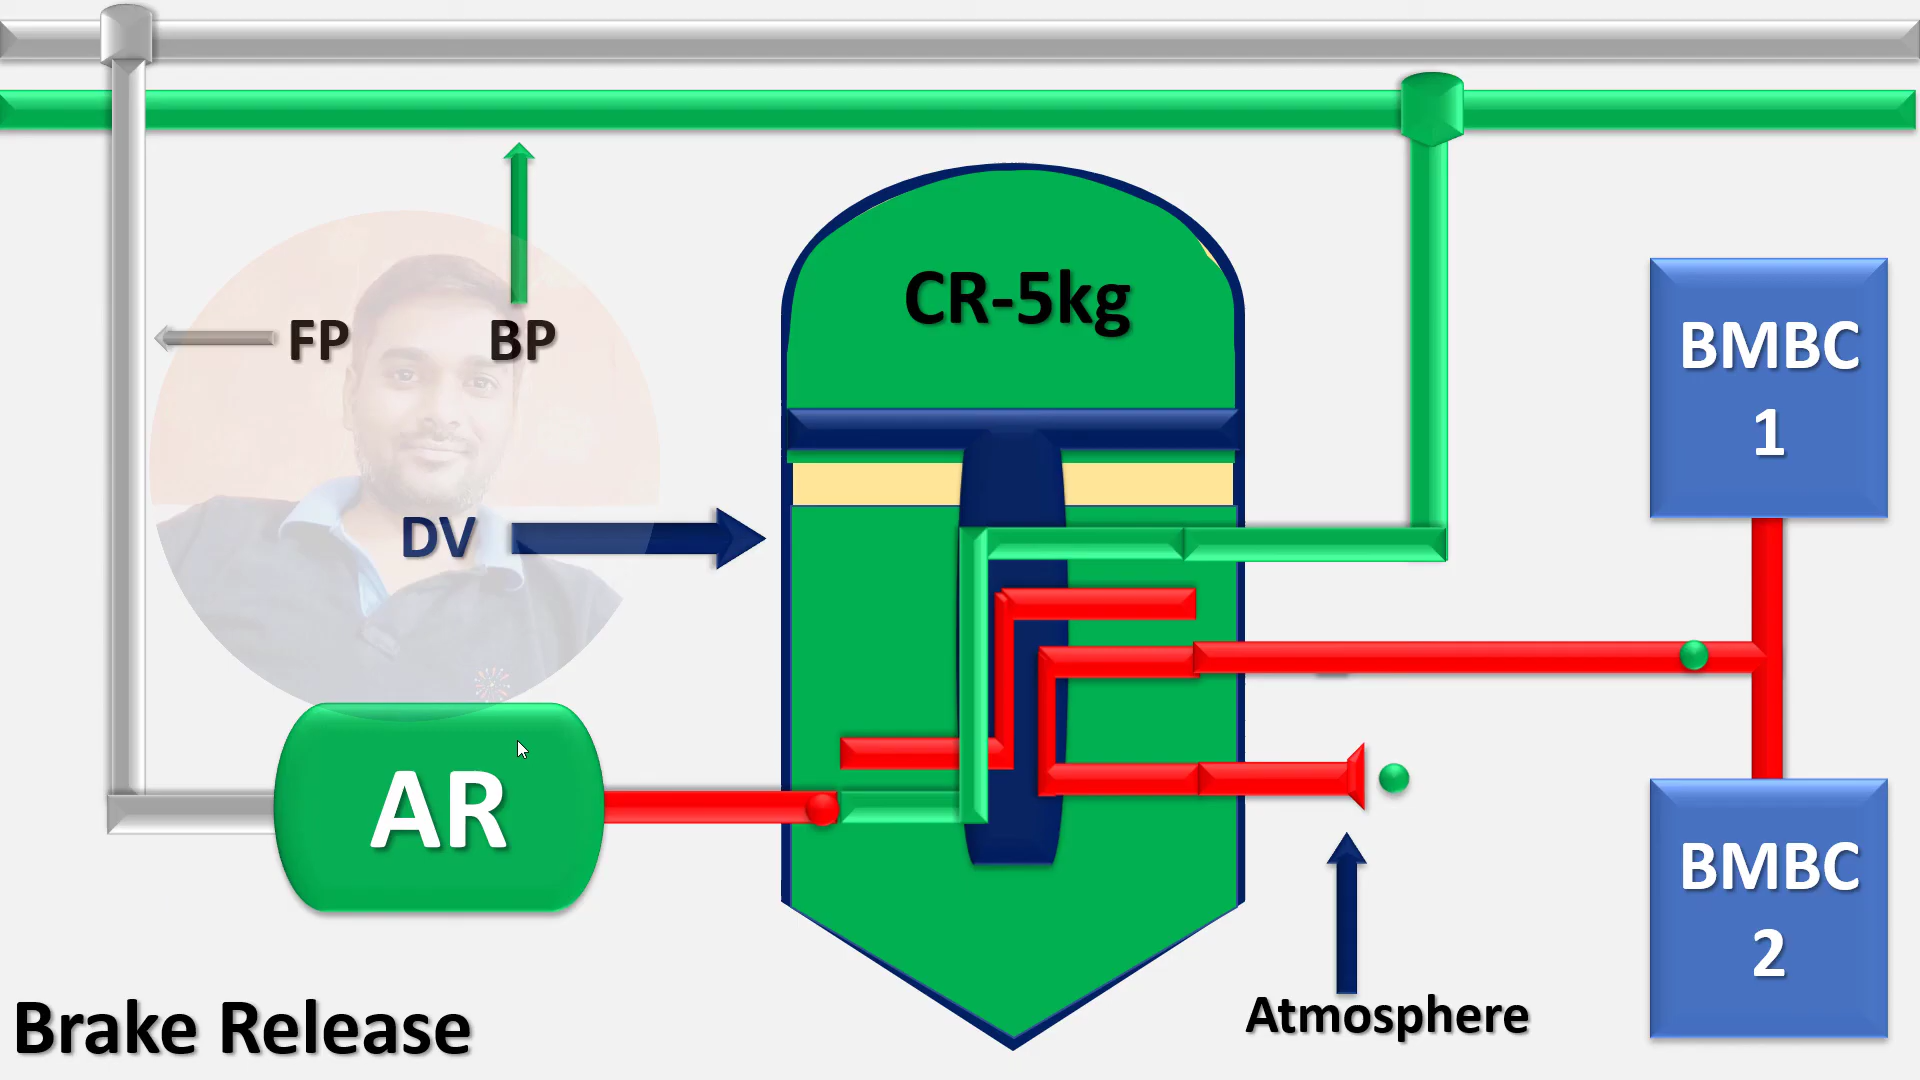 CR-5kg
FP
BP
BMBC
1
DV
AR
BMBC
2
Atmosphere
Brake Release